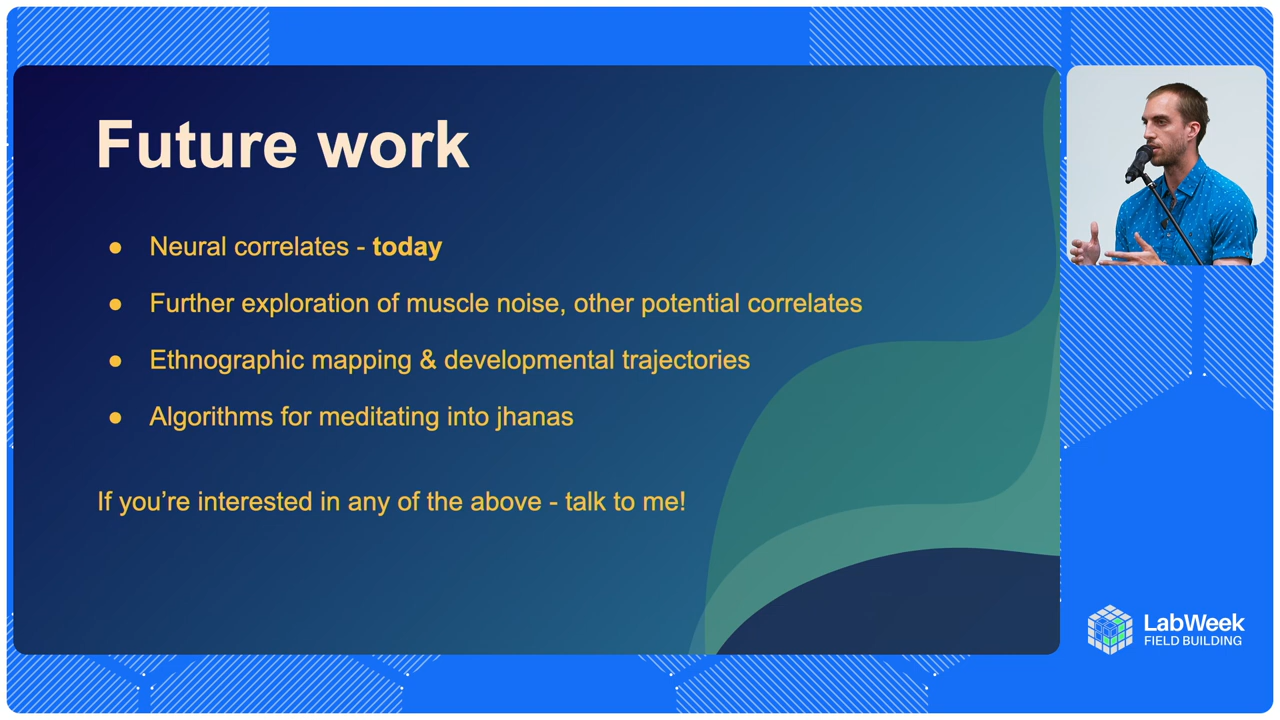 Future work
● Neural correlates - today
● Further exploration of muscle noise, other potential correlates
● Ethnographic mapping & developmental trajectories
● Algorithms for meditating into jhanas
If you’re interested in any of the above - talk to me!
LabWeek
FIELD BUILDING